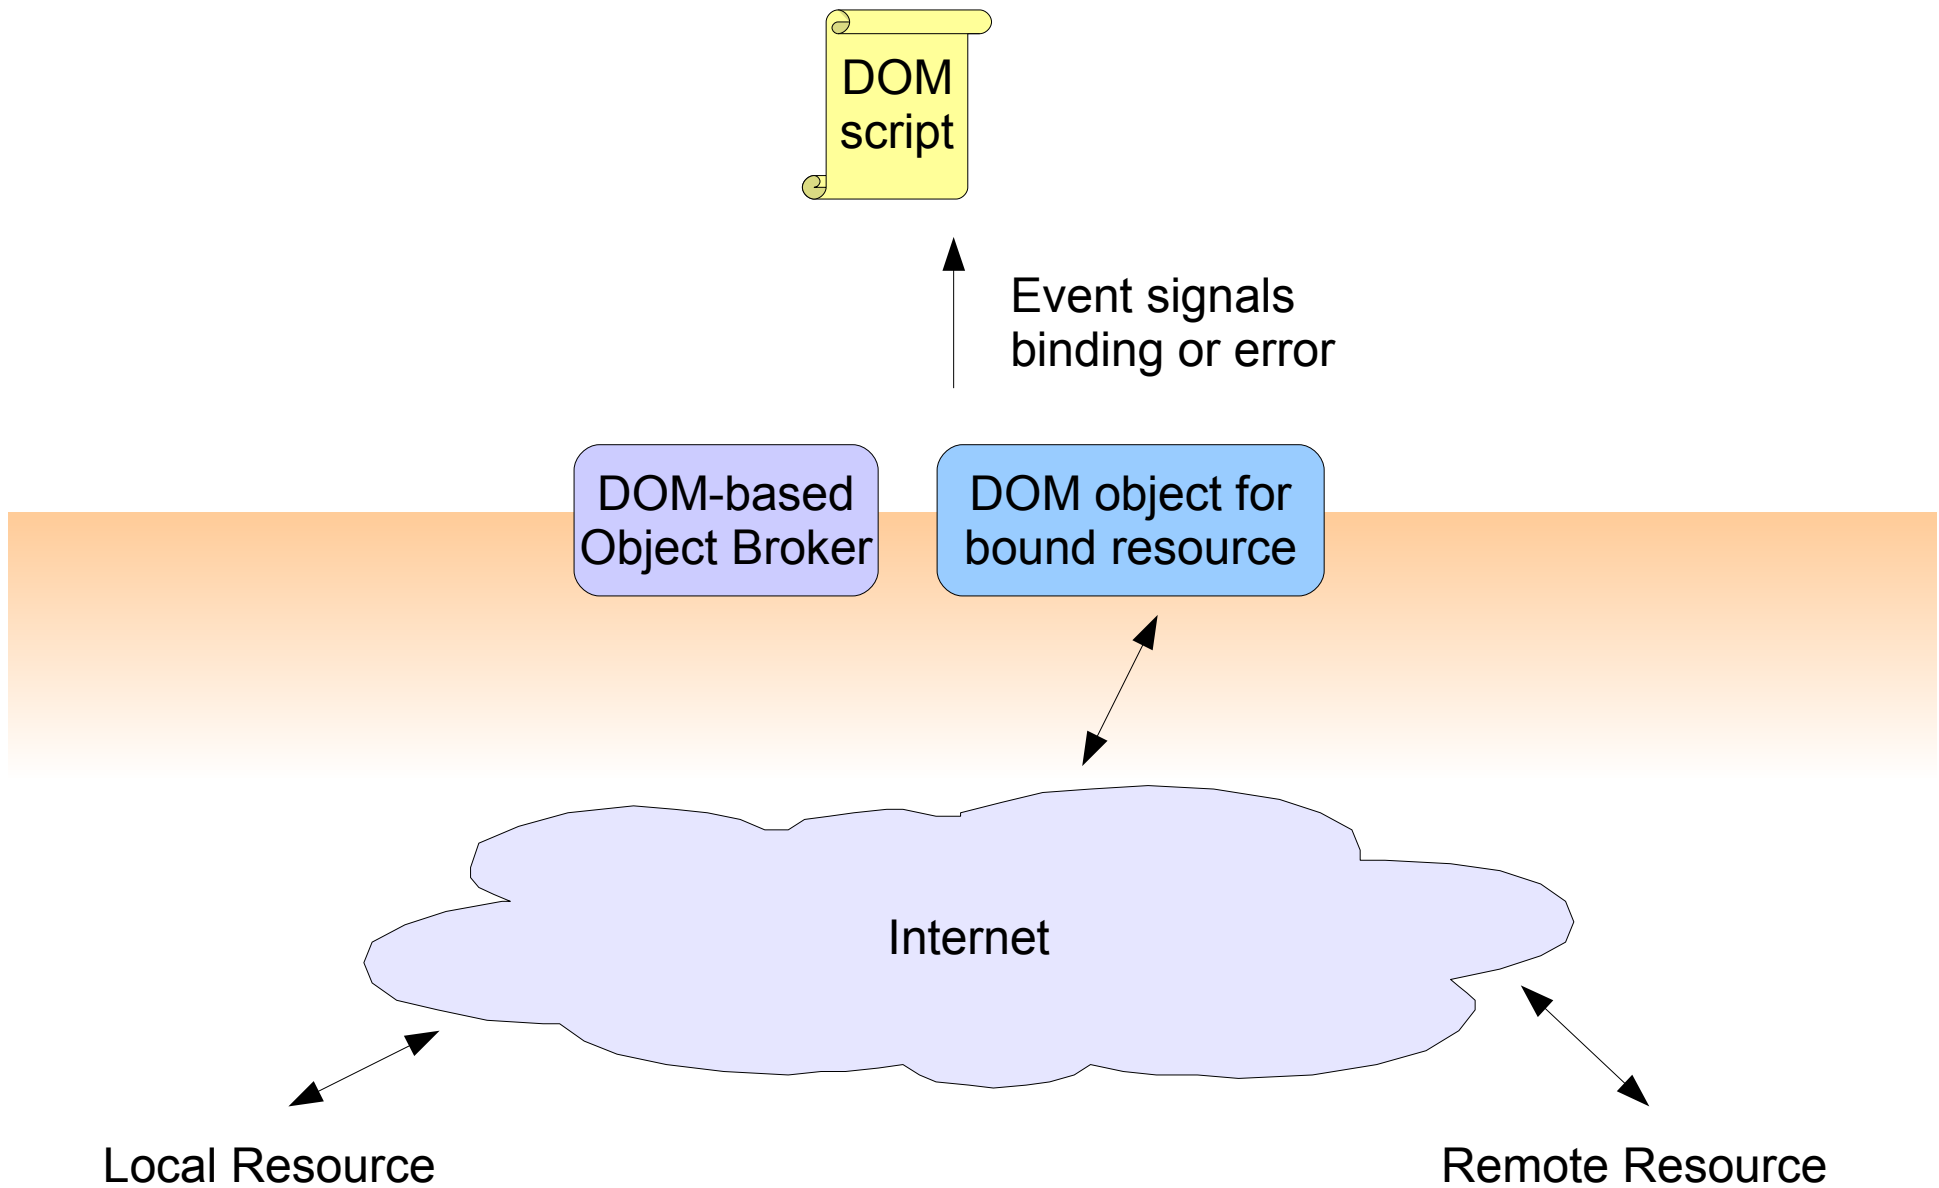 DOM
script
Event signals
binding or error
DOM-based
Object Broker
DOM object for
bound resource
Internet
Local Resource
Remote Resource